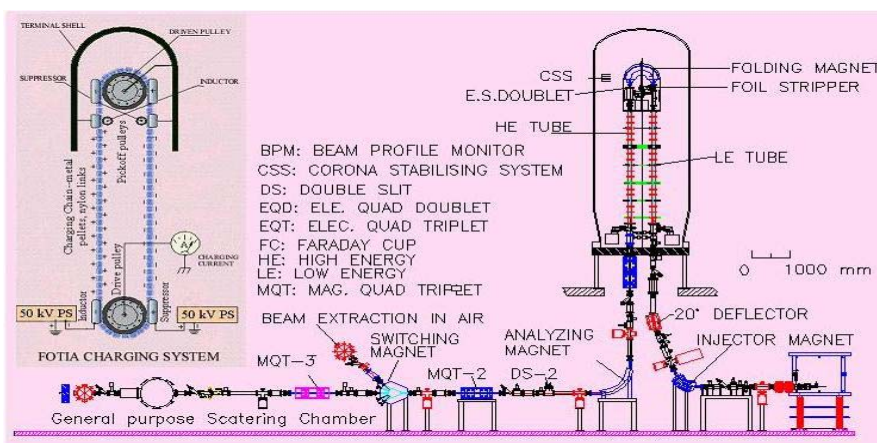 TERMINAL SHELL
DRIVEN PULLEY
SUPPRESSOR
INDUCTOR
Pickoff pulleys
Charging Chain-metal
pellets, nylon links
Drive pulley
A
CHARGING
CURRENT
Inductor
Suppressor
50 kV PS
50 kV PS
FOTIA CHARGING SYSTEM
CSS
E.S.DOUBLET
FOLDING MAGNET
FOIL STRIPPER
HE TUBE
LE TUBE
BPM: BEAM PROFILE MONITOR
CSS: CORONA STABILISING SYSTEM
DS: DOUBLE SLIT
EQD: ELE. QUAD DOUBLET
EQT: ELEC. QUAD TRIPLET
FC: FARADAY CUP
HE: HIGH ENERGY
LE: LOW ENERGY
MQT: MAG. QUAD TRIPLET
0 1000 mm
BEAM EXTRACTION IN AIR
SWITCHING
MAGNET
ANALYZING
MAGNET
20° DEFLECTOR
INJECTOR MAGNET
MQT-3
MQT-2
DS-2
General purpose Scatering Chamber